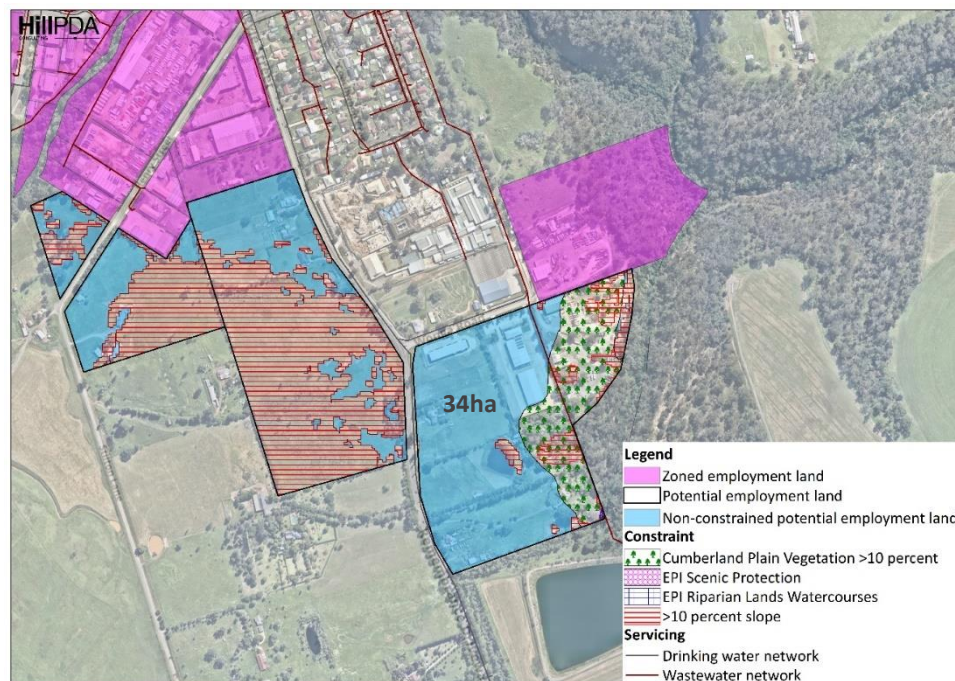 HillPDA
CONSULTING
34ha
Legend
Zoned employment land
Potential employment land
Non-constrained potential employment land
Constraint
Cumberland Plain Vegetation >10 percent
EPI Scenic Protection
EPI Riparian Lands Watercourses
>10 percent slope
Servicing
Drinking water network
Wastewater network